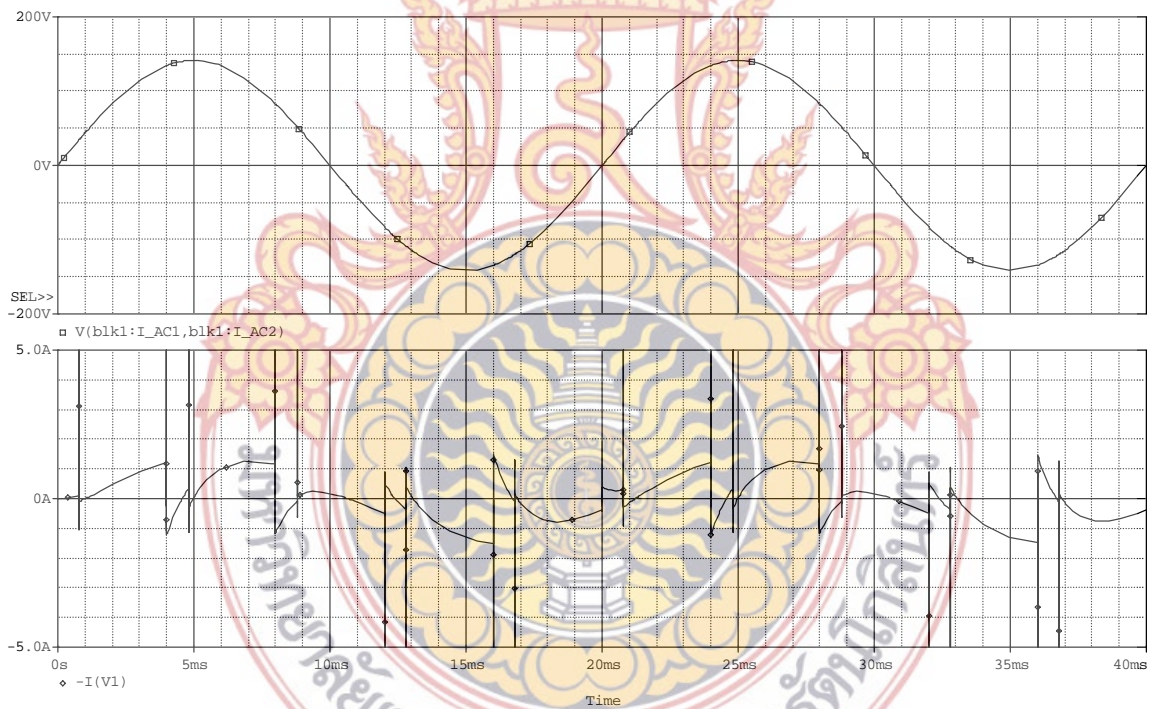 200V
0V
SEL>>
-200V
V(blk1:I_AC1,blk1:I_AC2)
5.0A
0A
-5.0A
0s 5ms 10ms 15ms 20ms 25ms 30ms 35ms 40ms
-I(V1)
Time